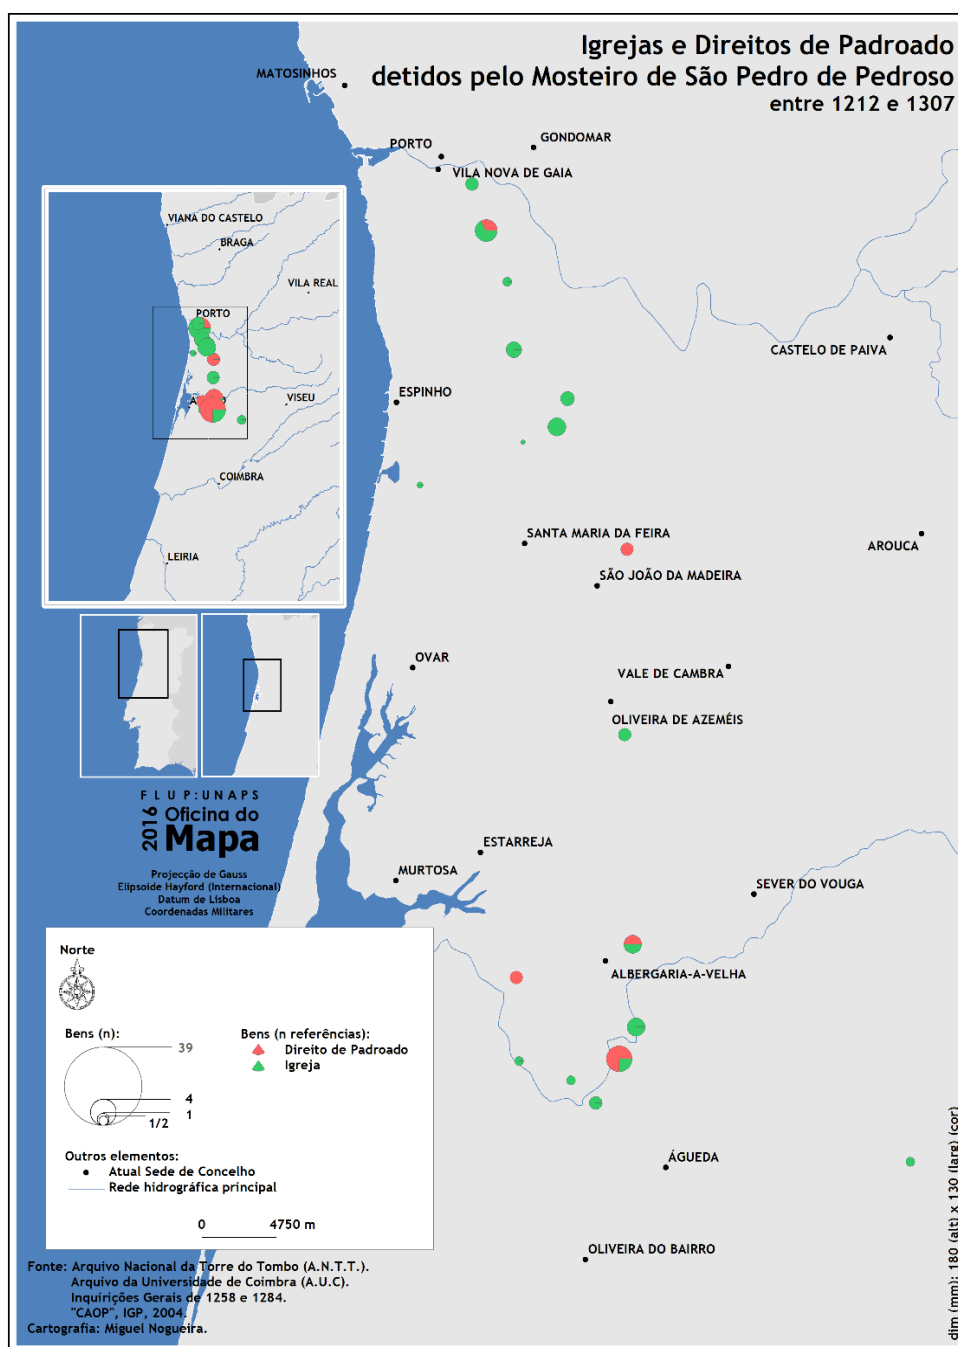 Igrejas e Direitos de Padroado
detidos pelo Mosteiro de São Pedro de Pedroso
entre 1212 e 1307
MATOSINHOS
GONDOMAR
PORTO
VILA NOVA DE GAIA
CASTELO DE PAIVA
ESPINHO
SANTA MARIA DA FEIRA
AROUCA
SÃO JOÃO DA MADEIRA
OVAR
VALE DE CAMBRA
OLIVEIRA DE AZEMÉIS
ESTARREJA
MURTOSA
SEVER DO VOUGA
ALBERGARIA-A-VELHA
ÁGUEDA
OLIVEIRA DO BAIRRO
VIANA DO CASTELO
BRAGA
VILA REAL
PORTO
VISEU
COIMBRA
LEIRIA
FLUP:UNAPS
2016 Oficina do
Mapa
Projecção de Gauss
Elipsoide Hayford (Internacional)
Datum de Lisboa
Coordenadas Militares
Norte
Bens (n):
39
4
1
1/2
Bens (n referências):
Direito de Padroado
Igreja
Outros elementos:
Atual Sede de Concelho
Rede hidrográfica principal
0 4750 m
Fonte: Arquivo Nacional da Torre do Tombo (A.N.T.T.).
Arquivo da Universidade de Coimbra (A.U.C).
Inquirições Gerais de 1258 e 1284.
"CAOP", IGP, 2004.
Cartografia: Miguel Nogueira.
dim (mm): 180 (alt) x 130 (larg) (cor)